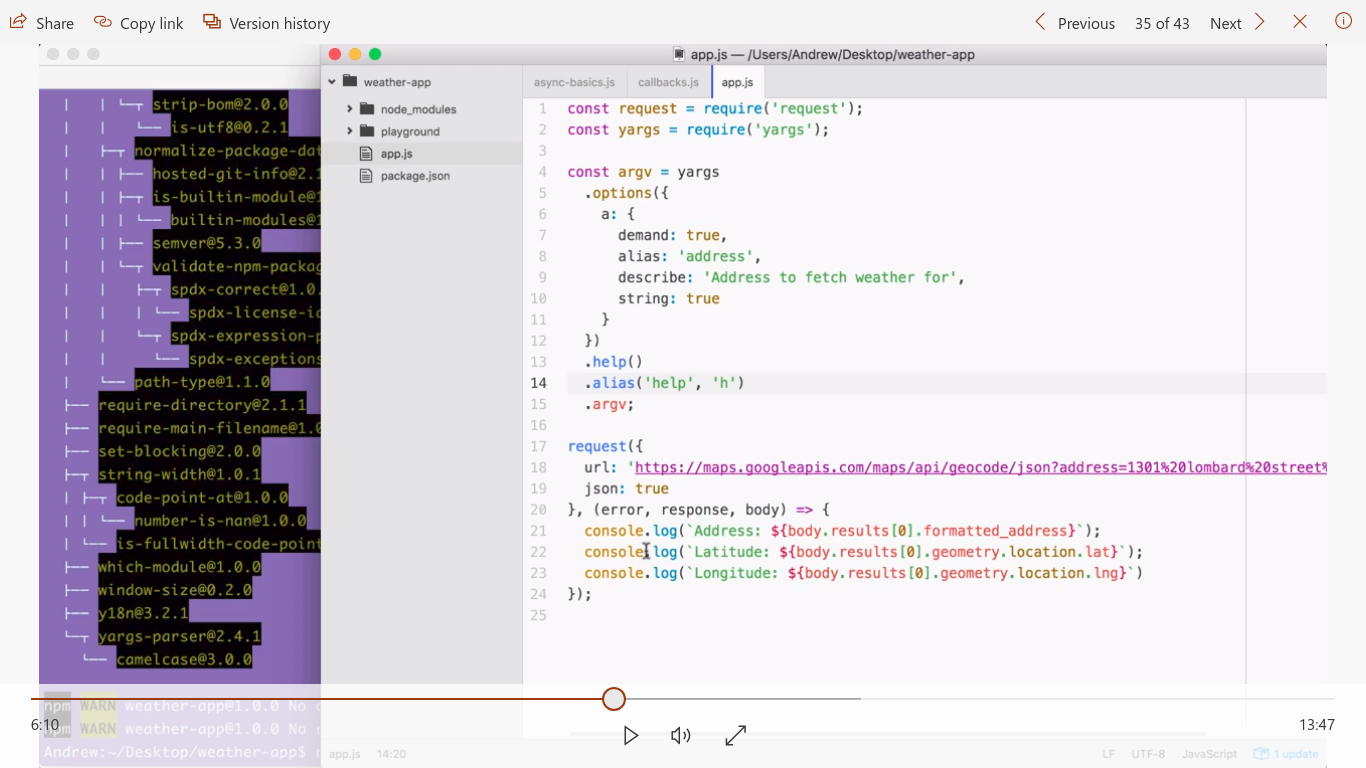 Share Copy link Version history Previous 35 of 43 Next
app.js — /Users/Andrew/Desktop/weather-app
weather-app
node_modules
playground
app.js
package.json
async-basics.js callbacks.js app.js
strip-bom@2.0.0
is-utf8@0.2.1
normalize-package-dat
hosted-git-info@2.1
is-builtin-module@1
builtin-modules@1
semver@5.3.0
validate-npm-packag
spdx-correct@1.0.
spdx-license-id
spdx-expression-p
spdx-exceptions
path-type@1.1.0
require-directory@2.1.1
require-main-filename@1.0
set-blocking@2.0.0
string-width@1.0.1
code-point-at@1.0.0
number-is-nan@1.0.0
is-fullwidth-code-point
which-module@1.0.0
window-size@0.2.0
y18n@3.2.1
yargs-parser@2.4.1
camelcase@3.0.0
npm WARN weather-app@1.0.0 No
npm WARN weather-app@1.0.0 No
Andrew:~/Desktop/weather-app$
1 const request = require('request');
2 const yargs = require('yargs');
3
4 const argv = yargs
5 .options({
6 a: {
7 demand: true,
8 alias: 'address',
9 describe: 'Address to fetch weather for',
10 string: true
11 }
12 })
13 .help()
14 .alias('help', 'h')
15 .argv;
16
17 request({
18 url: 'https://maps.googleapis.com/maps/api/geocode/json?address=1301%20lombard%20street%
19 json: true
20 }, (error, response, body) => {
21 console.log(`Address: ${body.results[0].formatted_address}`);
22 console.log(`Latitude: ${body.results[0].geometry.location.lat}`);
23 console.log(`Longitude: ${body.results[0].geometry.location.lng}`)
24 });
25
6:10 13:47
app.js 14:20 LF UTF-8 JavaScript 1 update